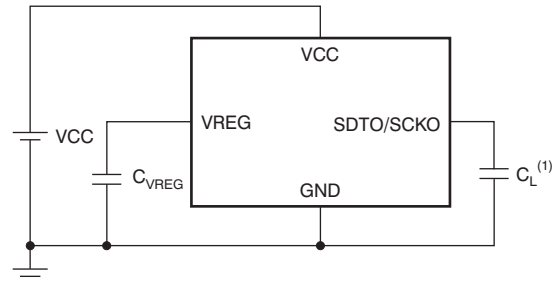 VCC
VREG
SDTO/SCKO
VCC
C_VREG
C_L^(1)
GND